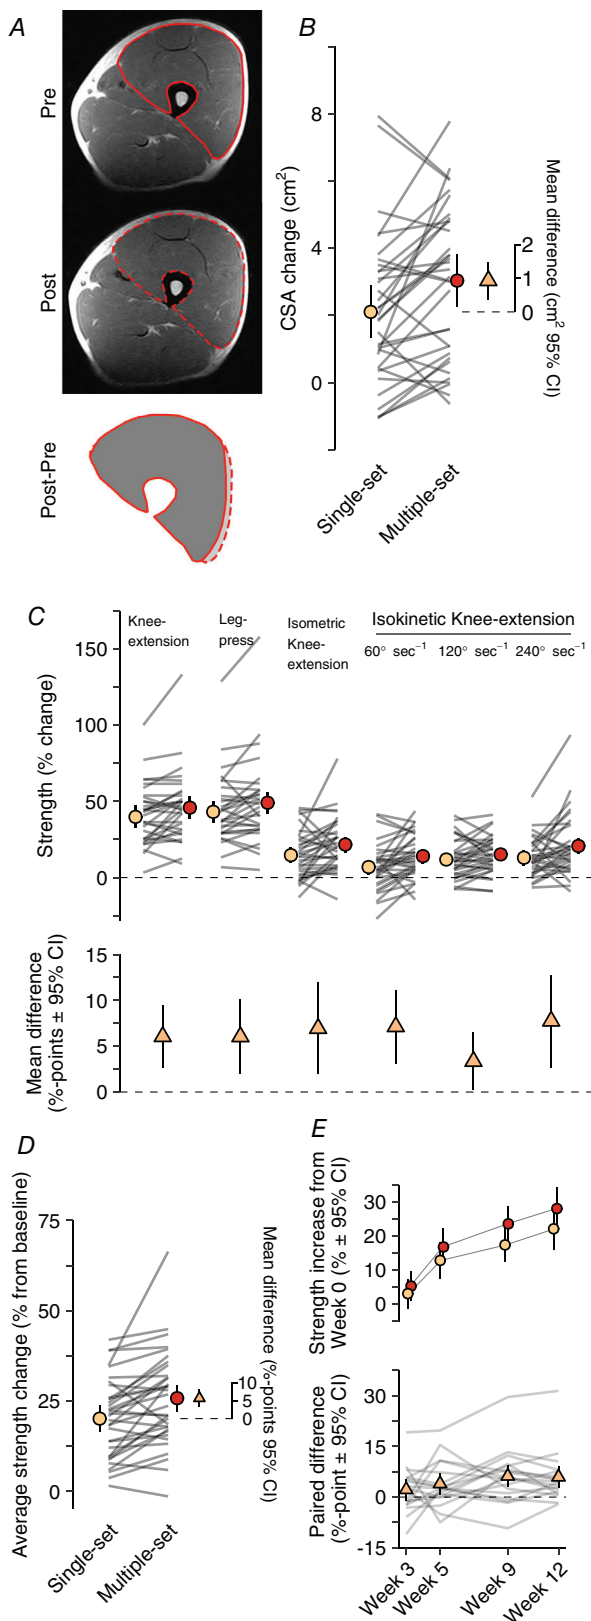 A
Pre
Post
Post-Pre
B
CSA change (cm²)
8
4
0
Mean difference (cm² 95% CI)
2
1
0
Single-set
Multiple-set
C
Strength (% change)
150
100
50
0
Knee-
extension
Leg-
press
Isometric
Knee-
extension
Isokinetic Knee-extension
60° sec⁻¹
120° sec⁻¹
240° sec⁻¹
Mean difference
(%-points ± 95% CI)
15
10
5
0
D
Average strength change (% from baseline)
75
50
25
0
Mean difference (%-points 95% CI)
10
5
0
Single-set
Multiple-set
E
Strength increase from
Week 0 (% ± 95% CI)
30
20
10
0
Paired difference
(%-point ± 95% CI)
30
15
0
-15
Week 3
Week 5
Week 9
Week 12